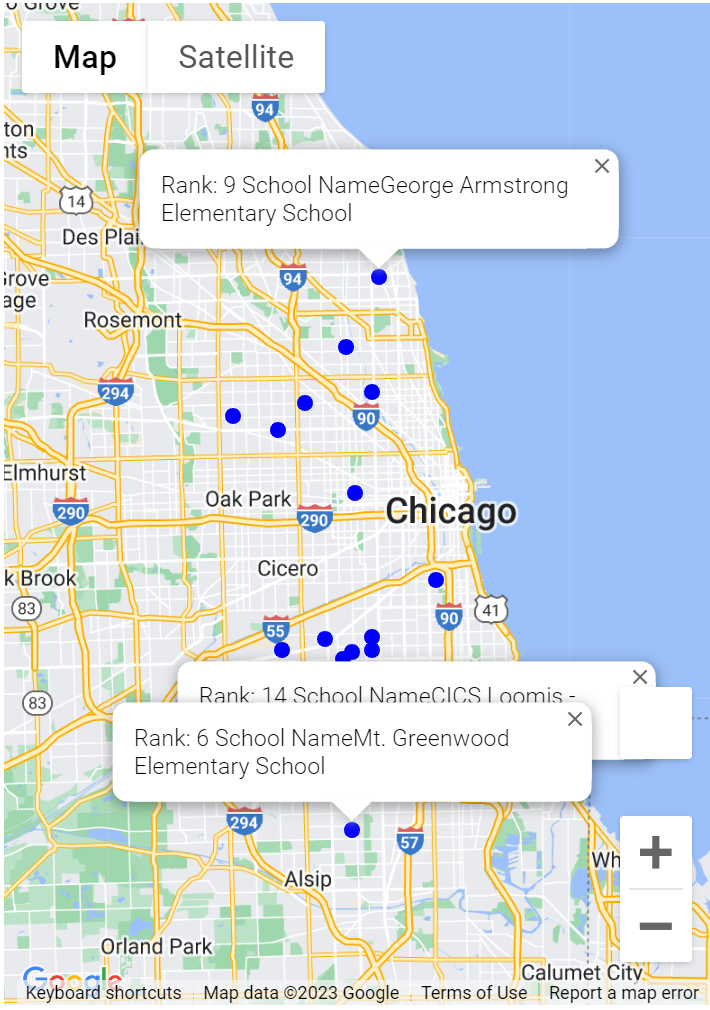 o Grove
Map
Satellite
94
ton
nts
Rank: 9 School NameGeorge Armstrong
Elementary School
14
Des Plai
Grove
age
94
Rosemont
294
90
Elmhurst
Oak Park
290
290
Chicago
Cicero
k Brook
83
55
90
41
Rank: 14 School NameCICS Loomis -
83
Rank: 6 School NameMt. Greenwood
Elementary School
294
57
Wh
Alsip
Orland Park
Calumet City
Google
Keyboard shortcuts Map data ©2023 Google Terms of Use Report a map error